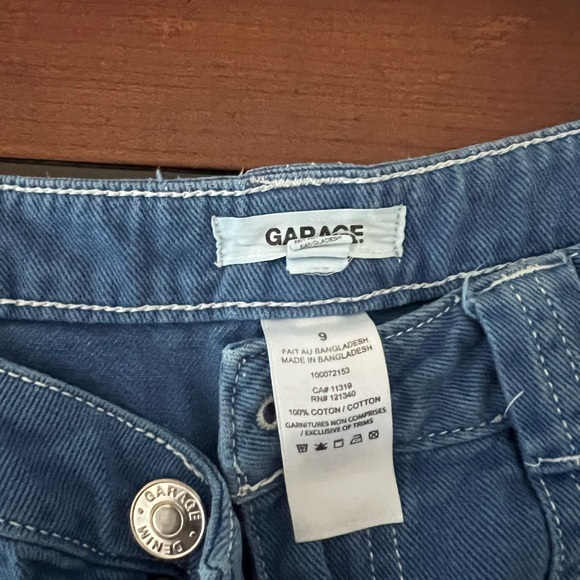 GARAGE
BANGLADESH
9
FAIT AU BANGLADESH
MADE IN BANGLADESH
100072153
CA# 11319
RN# 121340
100% COTON / COTTON
GARNITURES NON COMPRISES
/ EXCLUSIVE OF TRIMS
• GARAGE •
DENIM